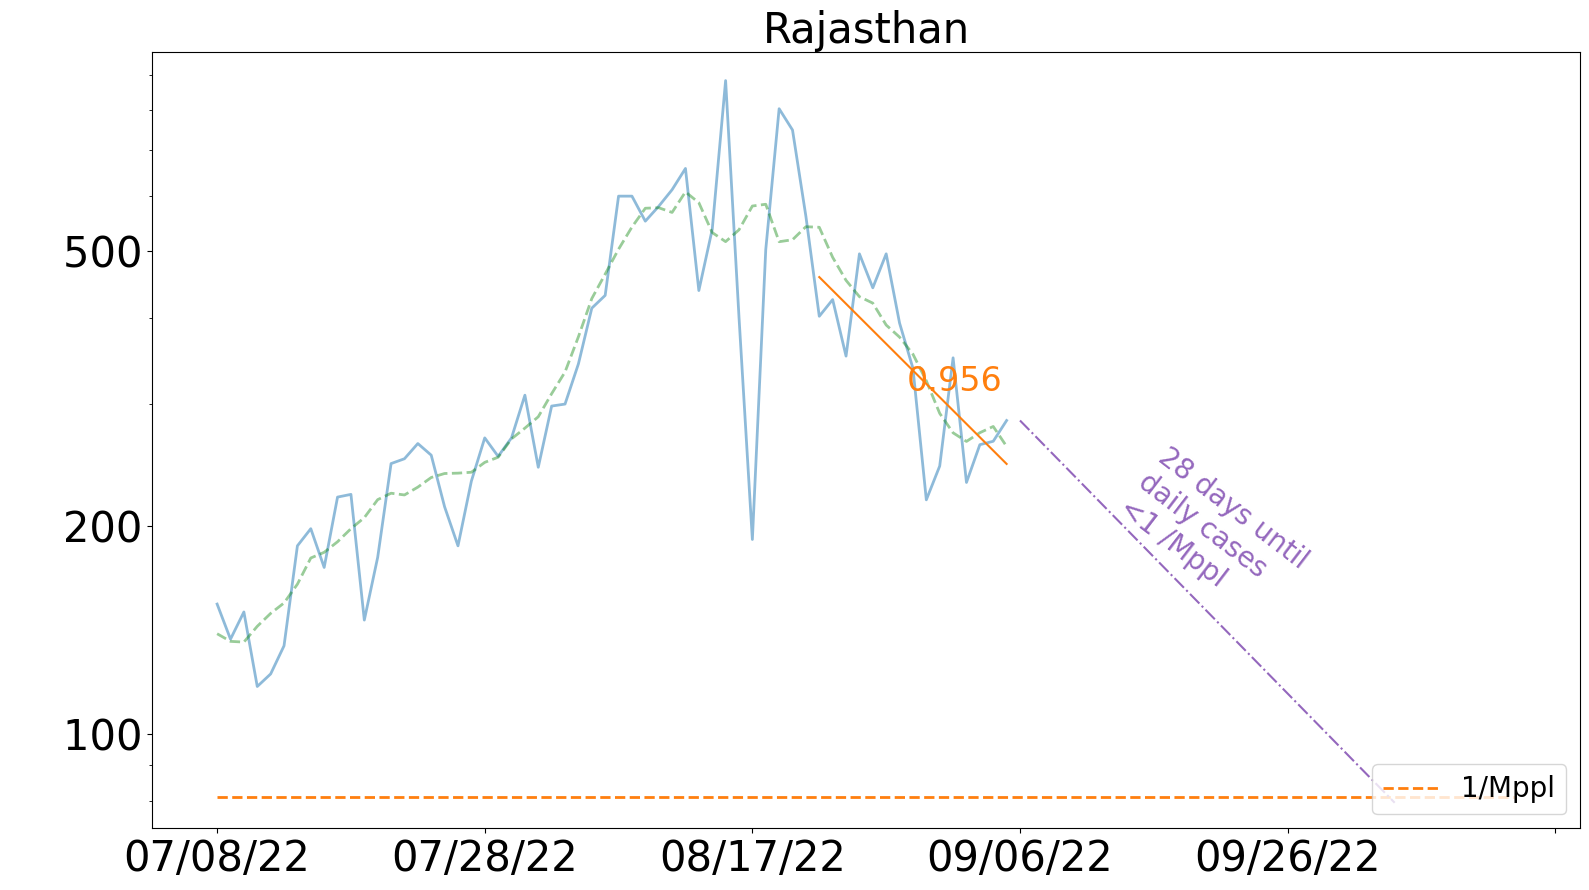 Rajasthan
500
200
100
0.956
28 days until
daily cases
<1 /Mppl
1/Mppl
07/08/22
07/28/22
08/17/22
09/06/22
09/26/22